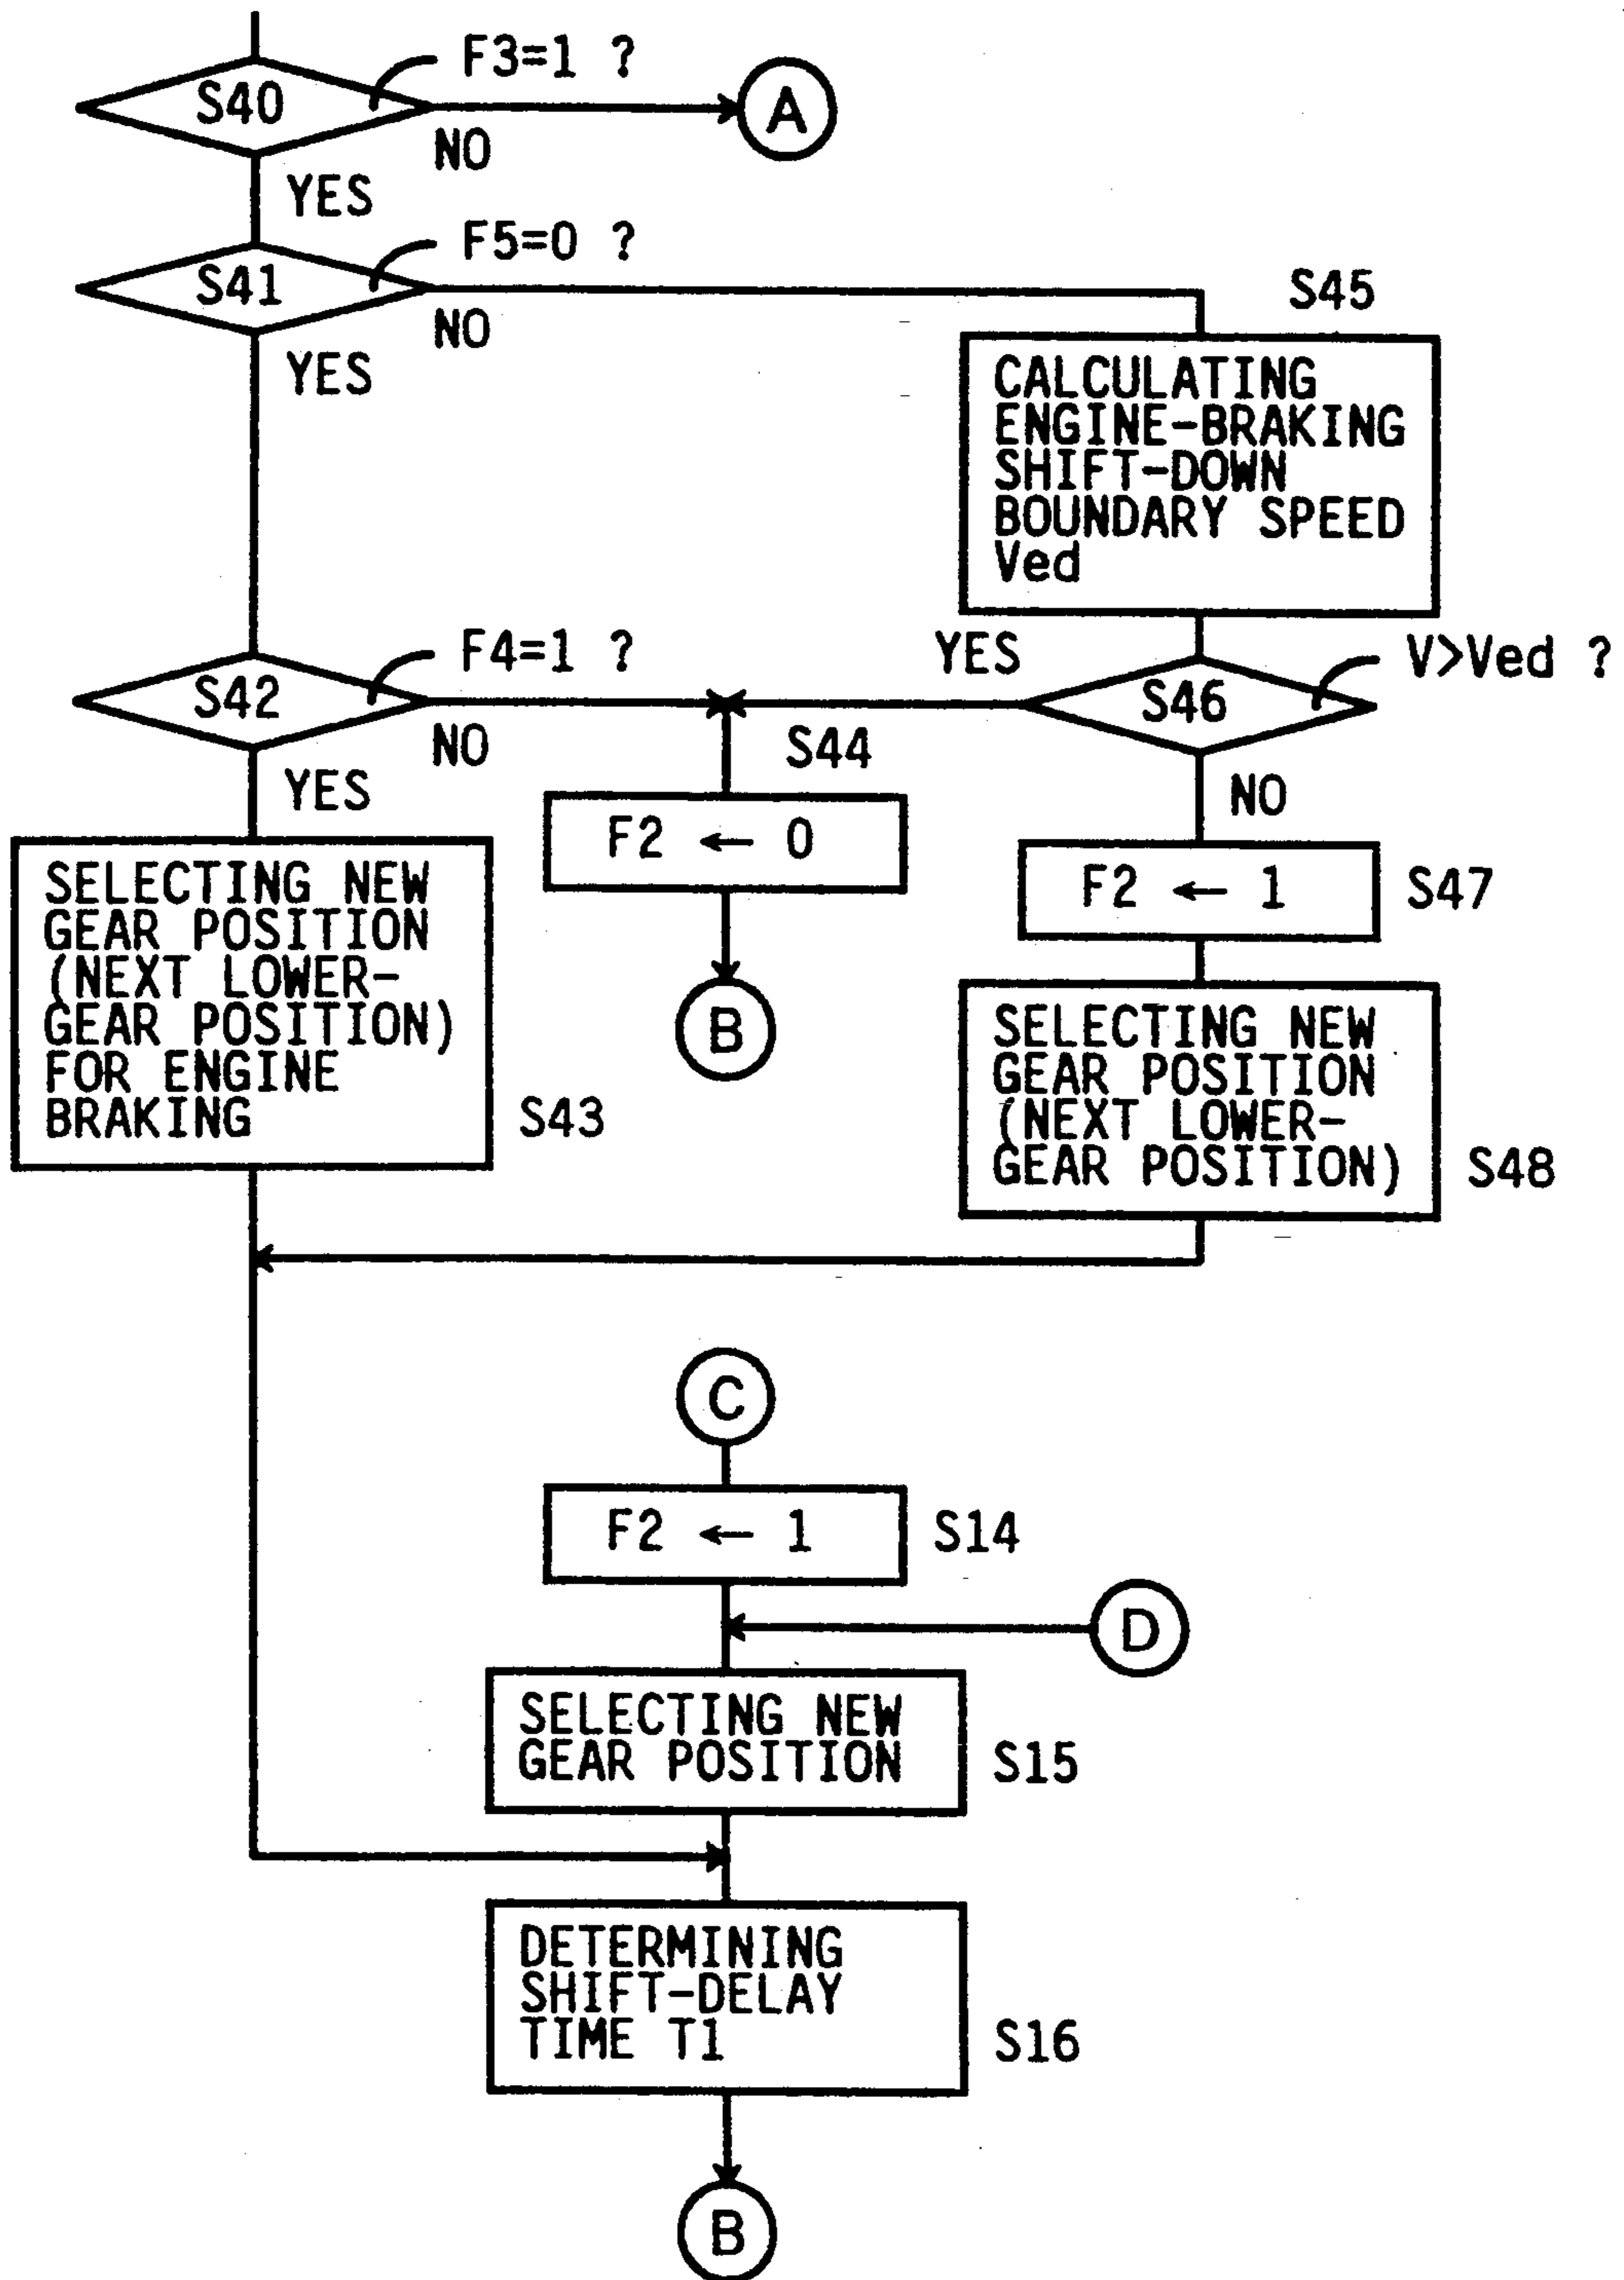 F3=1 ?
S40
A
NO
YES
F5=0 ?
S41
NO
YES
S45
CALCULATING
ENGINE-BRAKING
SHIFT-DOWN
BOUNDARY SPEED
Ved
F4=1 ?
YES
V>Ved ?
S42
S46
NO
S44
YES
NO
F2 ← 0
F2 ← 1
S47
SELECTING NEW
GEAR POSITION
(NEXT LOWER-
GEAR POSITION)
FOR ENGINE
BRAKING
S43
B
SELECTING NEW
GEAR POSITION
(NEXT LOWER-
GEAR POSITION)
S48
C
F2 ← 1
S14
D
SELECTING NEW
GEAR POSITION
S15
DETERMINING
SHIFT-DELAY
TIME T1
S16
B